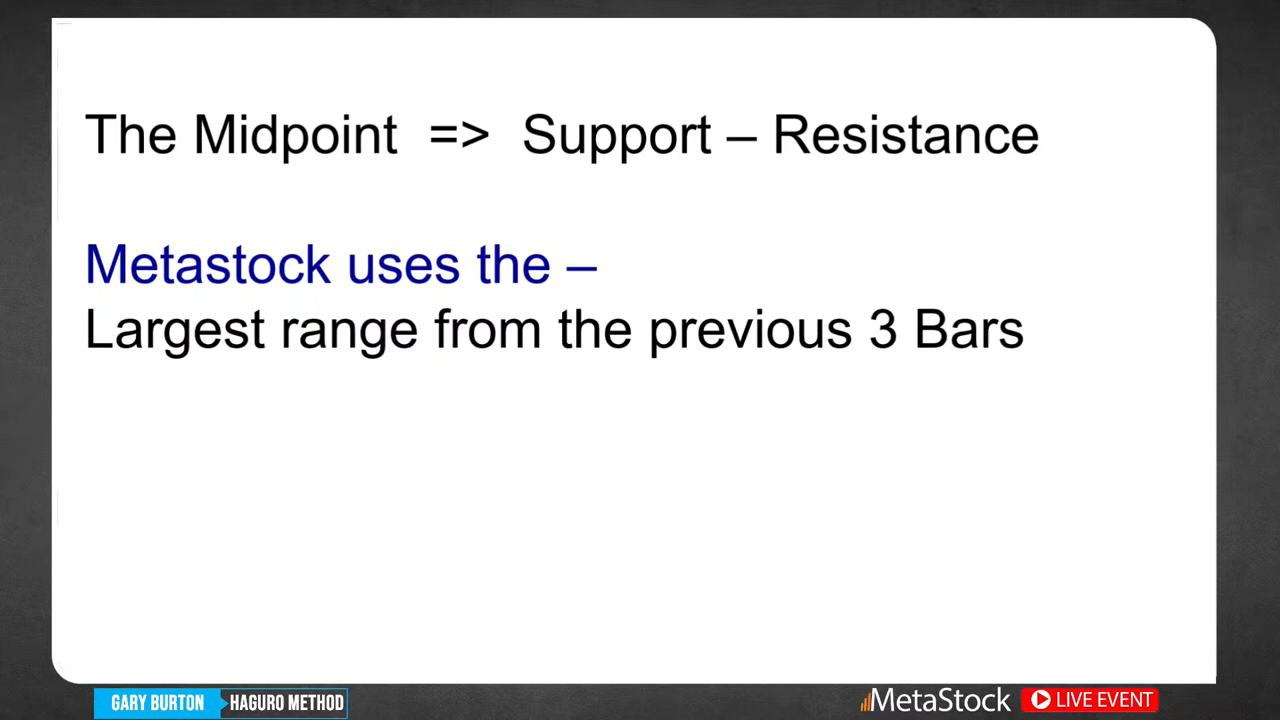 The Midpoint => Support – Resistance
Metastock uses the –
Largest range from the previous 3 Bars
GARY BURTON HAGURO METHOD
MetaStock LIVE EVENT